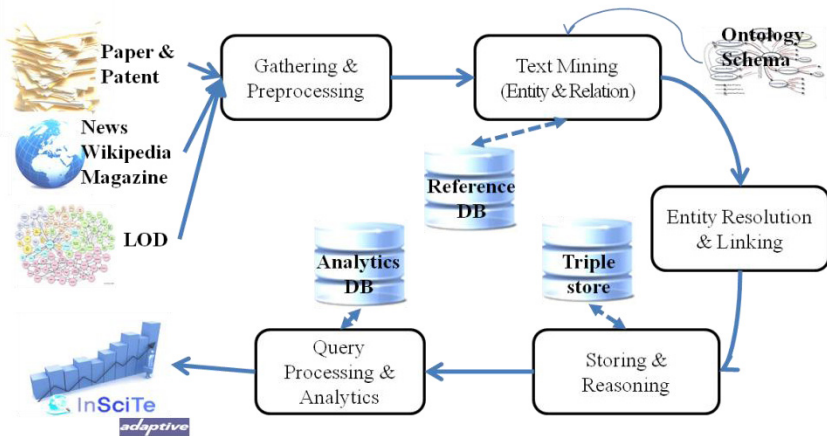 Paper &
Patent
Gathering &
Preprocessing
Text Mining
(Entity & Relation)
Ontology
Schema
News
Wikipedia
Magazine
Reference
DB
LOD
Entity Resolution
& Linking
Analytics
DB
Triple
store
Query
Processing &
Analytics
Storing &
Reasoning
InSciTe
adaptive